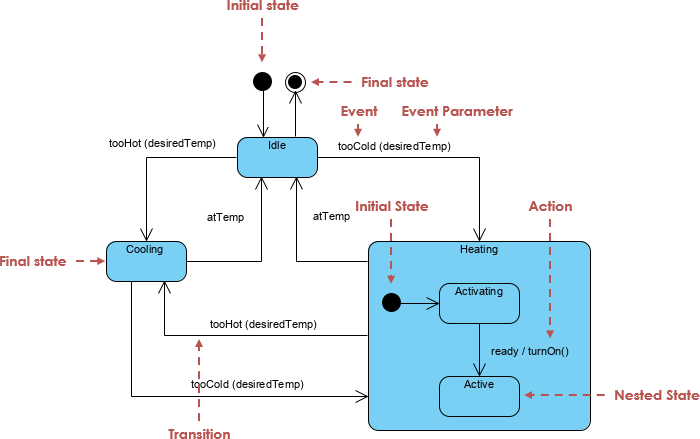 Initial state
Final state
Event
Event Parameter
tooHot (desiredTemp)
Idle
tooCold (desiredTemp)
atTemp
atTemp
Initial State
Action
Final state
Cooling
Heating
Activating
tooHot (desiredTemp)
ready / turnOn()
tooCold (desiredTemp)
Active
Nested State
Transition